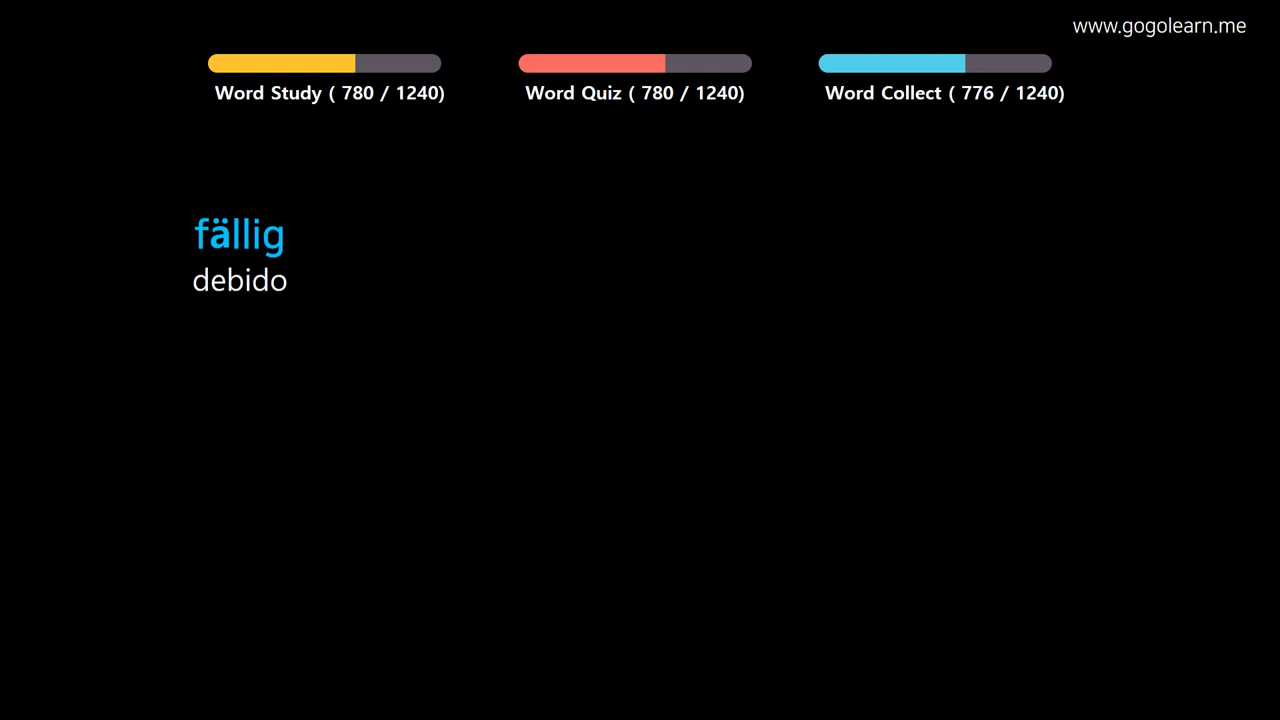 www.gogolearn.me
Word Study ( 780 / 1240)
Word Quiz ( 780 / 1240)
Word Collect ( 776 / 1240)
fällig
debido